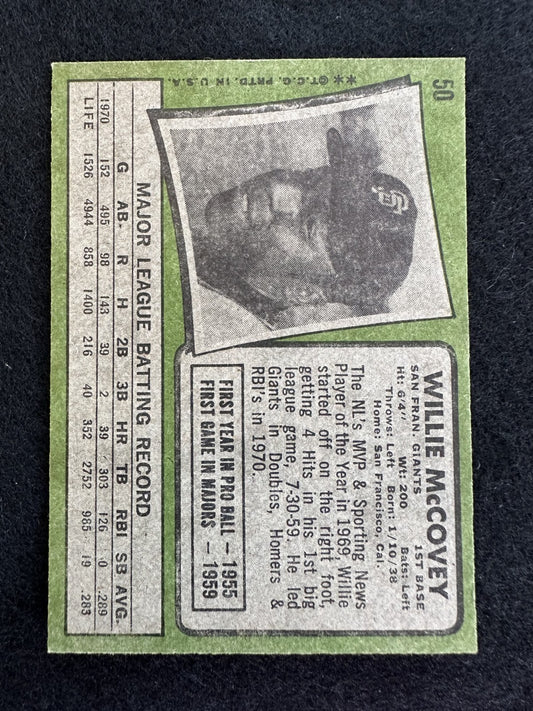 50
✱✱ ©T.C.G. PRTD. IN U.S.A.
SF
WILLIE McCOVEY
SAN FRAN. GIANTS 1ST BASE
Ht: 6'4" Wt: 200 Bats: Left
Throws: Left Born: 1/10/38
Home: San Francisco, Cal.
The NL's MVP & Sporting News
Player of the Year in 1969, Willie
started off on the right foot,
getting 4 Hits in his 1st big
league game, 7-30-59. He led
Giants in Doubles, Homers &
RBI's in 1970.
FIRST YEAR IN PRO BALL — 1955
FIRST GAME IN MAJORS — 1959
MAJOR LEAGUE BATTING RECORD
G AB. R H 2B 3B HR TB RBI SB AVG.
1970 152 495 98 143 39 2 39 303 126 0 .289
LIFE 1526 4944 858 1400 216 40 352 2752 985 19 .283